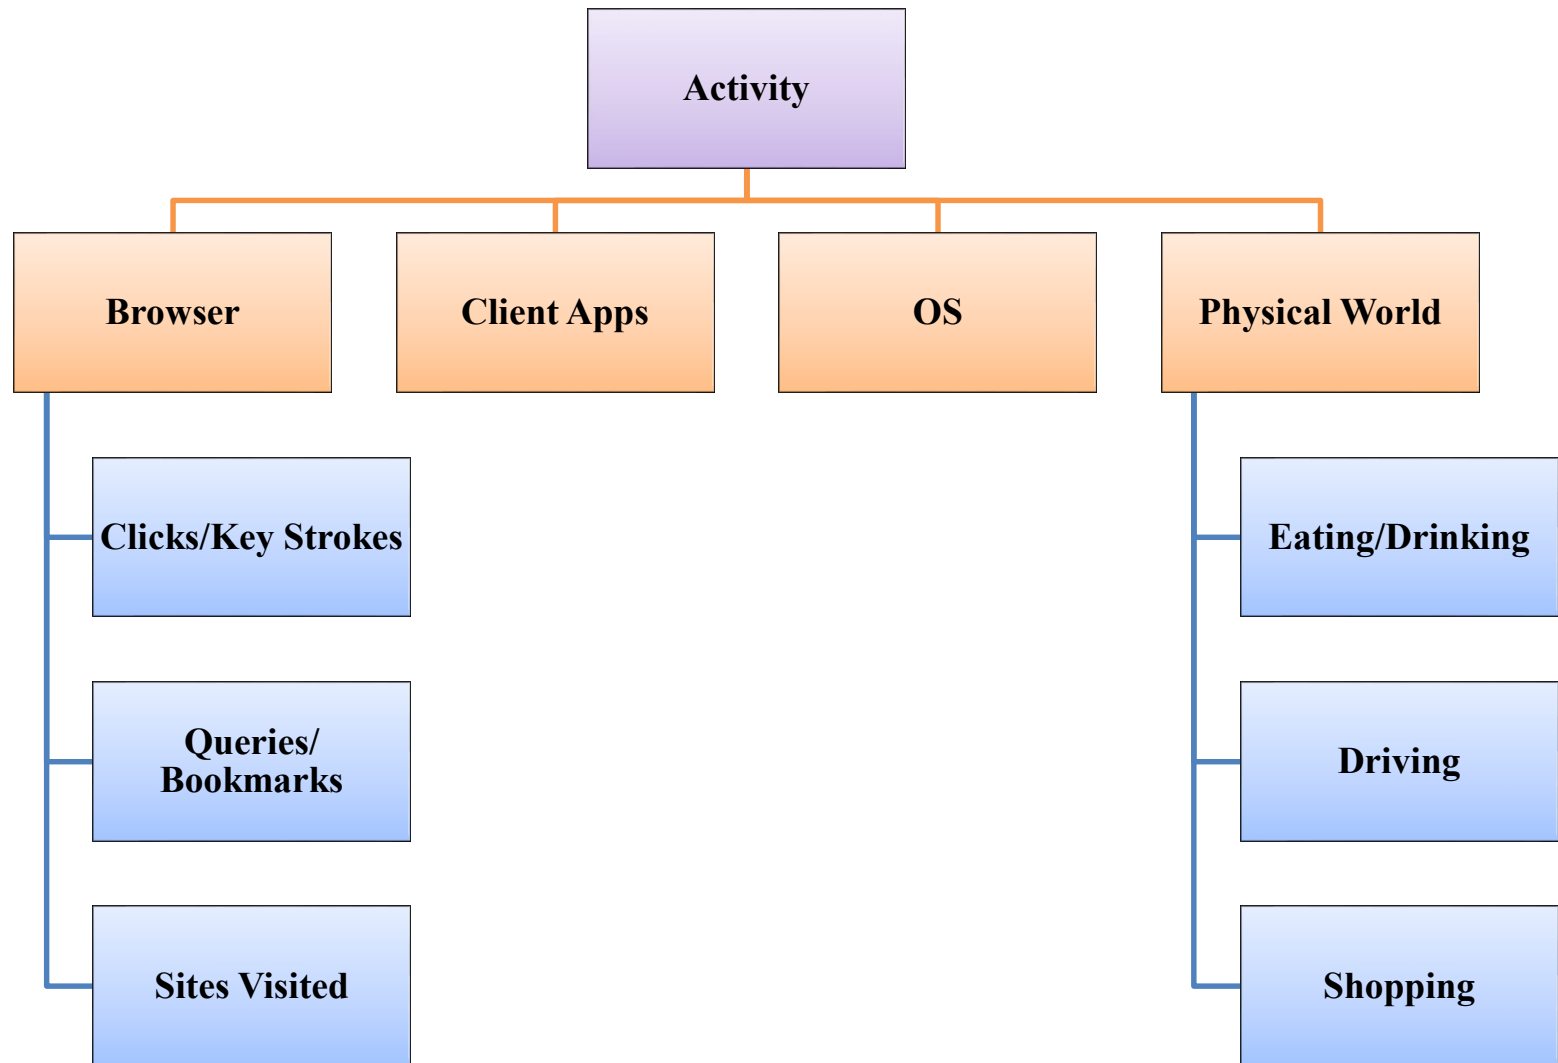 Activity
Browser
Client Apps
OS
Physical World
Clicks/Key Strokes
Queries/
Bookmarks
Sites Visited
Eating/Drinking
Driving
Shopping